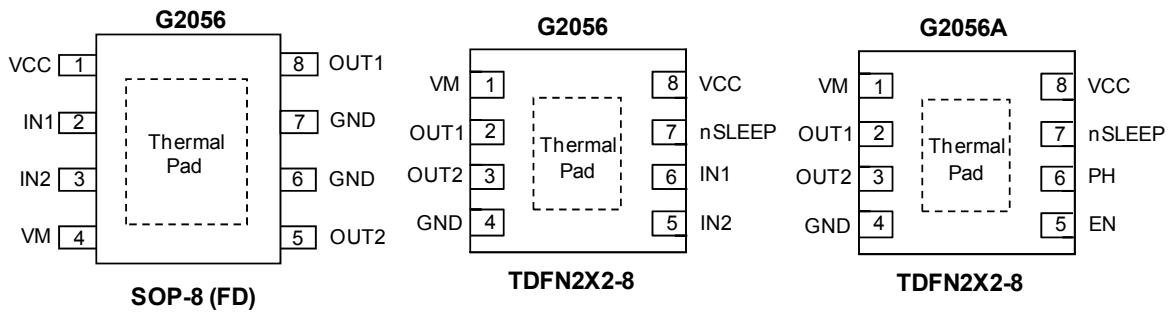 G2056
VCC 1
IN1 2
IN2 3
VM 4
Thermal
Pad
8 OUT1
7 GND
6 GND
5 OUT2
SOP-8 (FD)
G2056
VM 1
OUT1 2
OUT2 3
GND 4
Thermal
Pad
8 VCC
7 nSLEEP
6 IN1
5 IN2
TDFN2X2-8
G2056A
VM 1
OUT1 2
OUT2 3
GND 4
Thermal
Pad
8 VCC
7 nSLEEP
6 PH
5 EN
TDFN2X2-8